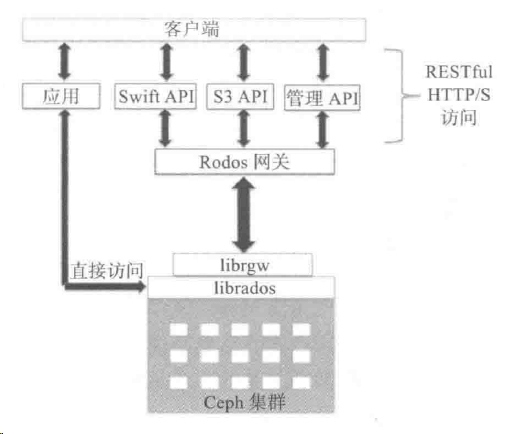 客户端
应用
Swift API
S3 API
管理 API
RESTful
HTTP/S
访问
Rodos 网关
librgw
直接访问
librados
Ceph 集群